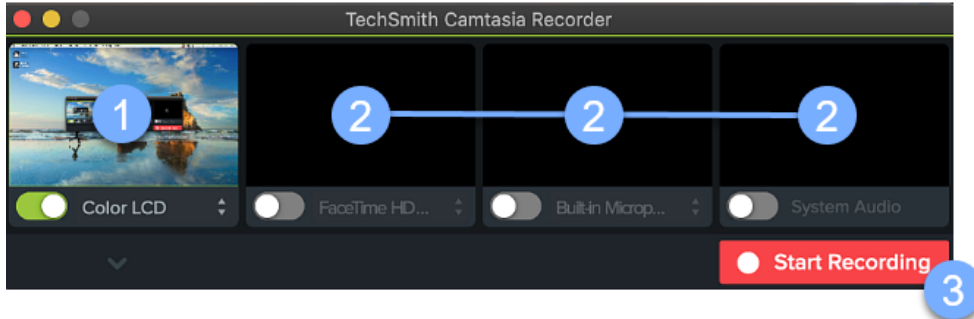 TechSmith Camtasia Recorder
1
2
2
2
Color LCD
FaceTime HD...
Built-in Microp...
System Audio
Start Recording
3